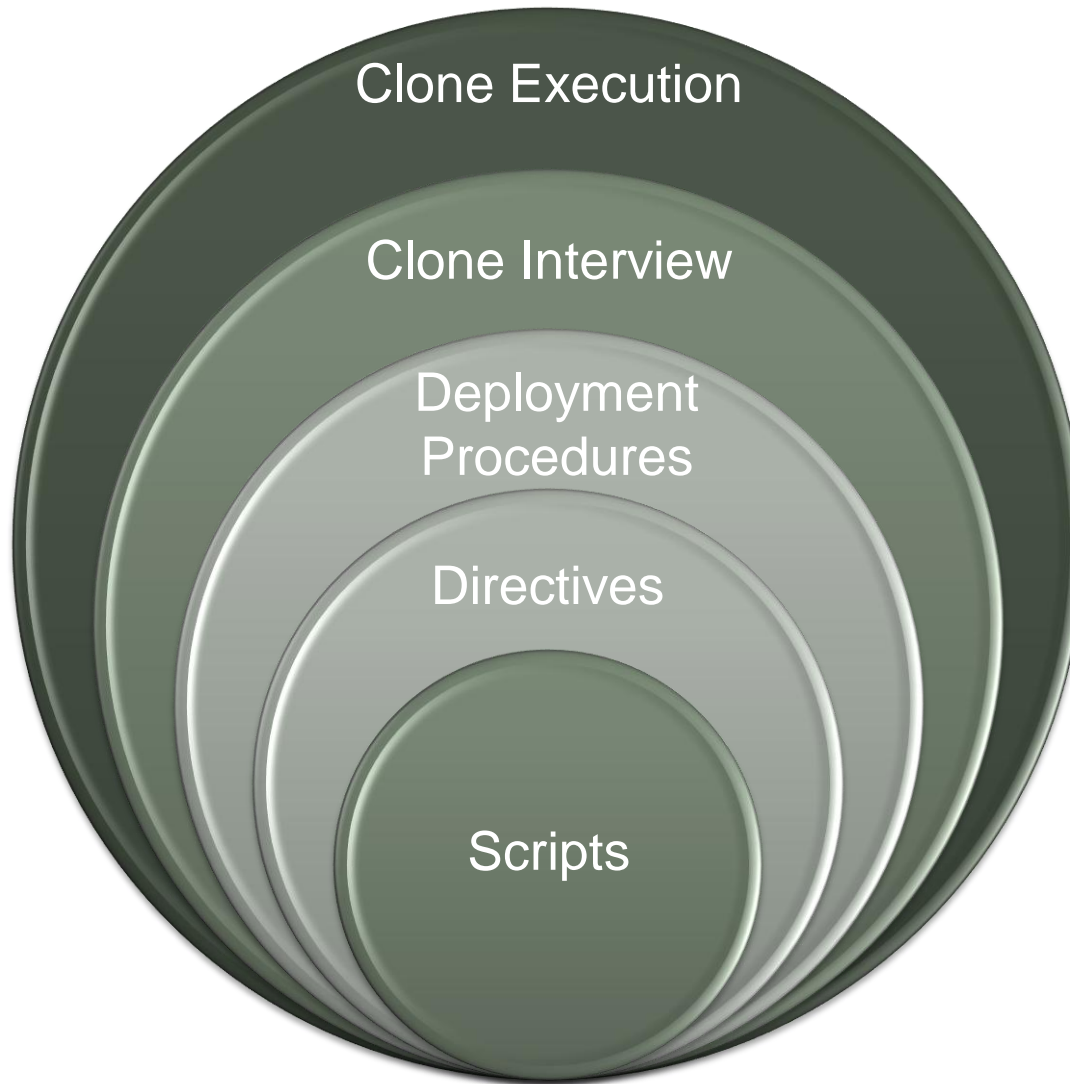 Clone Execution
Clone Interview
Deployment
Procedures
Directives
Scripts